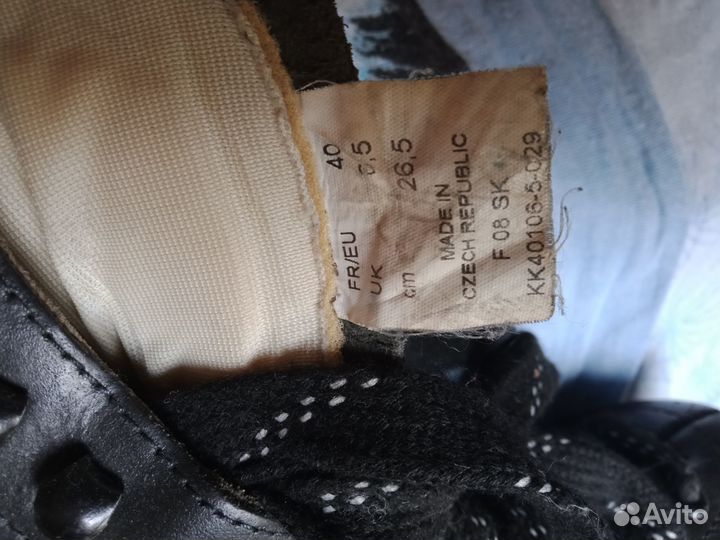 FR/EU 40
UK 6,5
cm 26,5
MADE IN
CZECH REPUBLIC
F 08 SK
KK40106-5-029
Avito